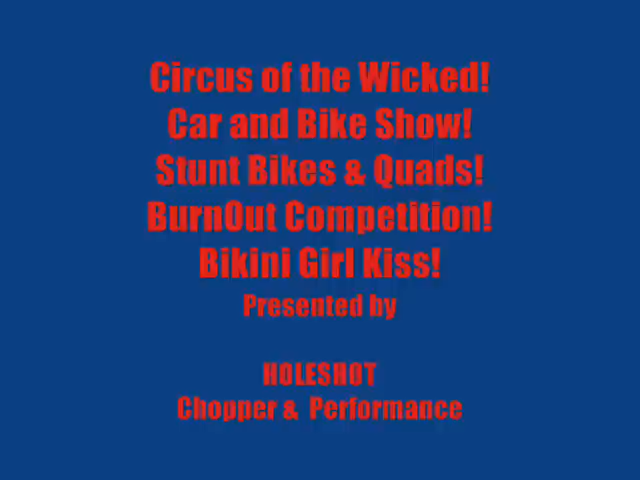 Circus of the Wicked!
Car and Bike Show!
Stunt Bikes & Quads!
BurnOut Competition!
Bikini Girl Kiss!
Presented by
HOLESHOT
Chopper & Performance